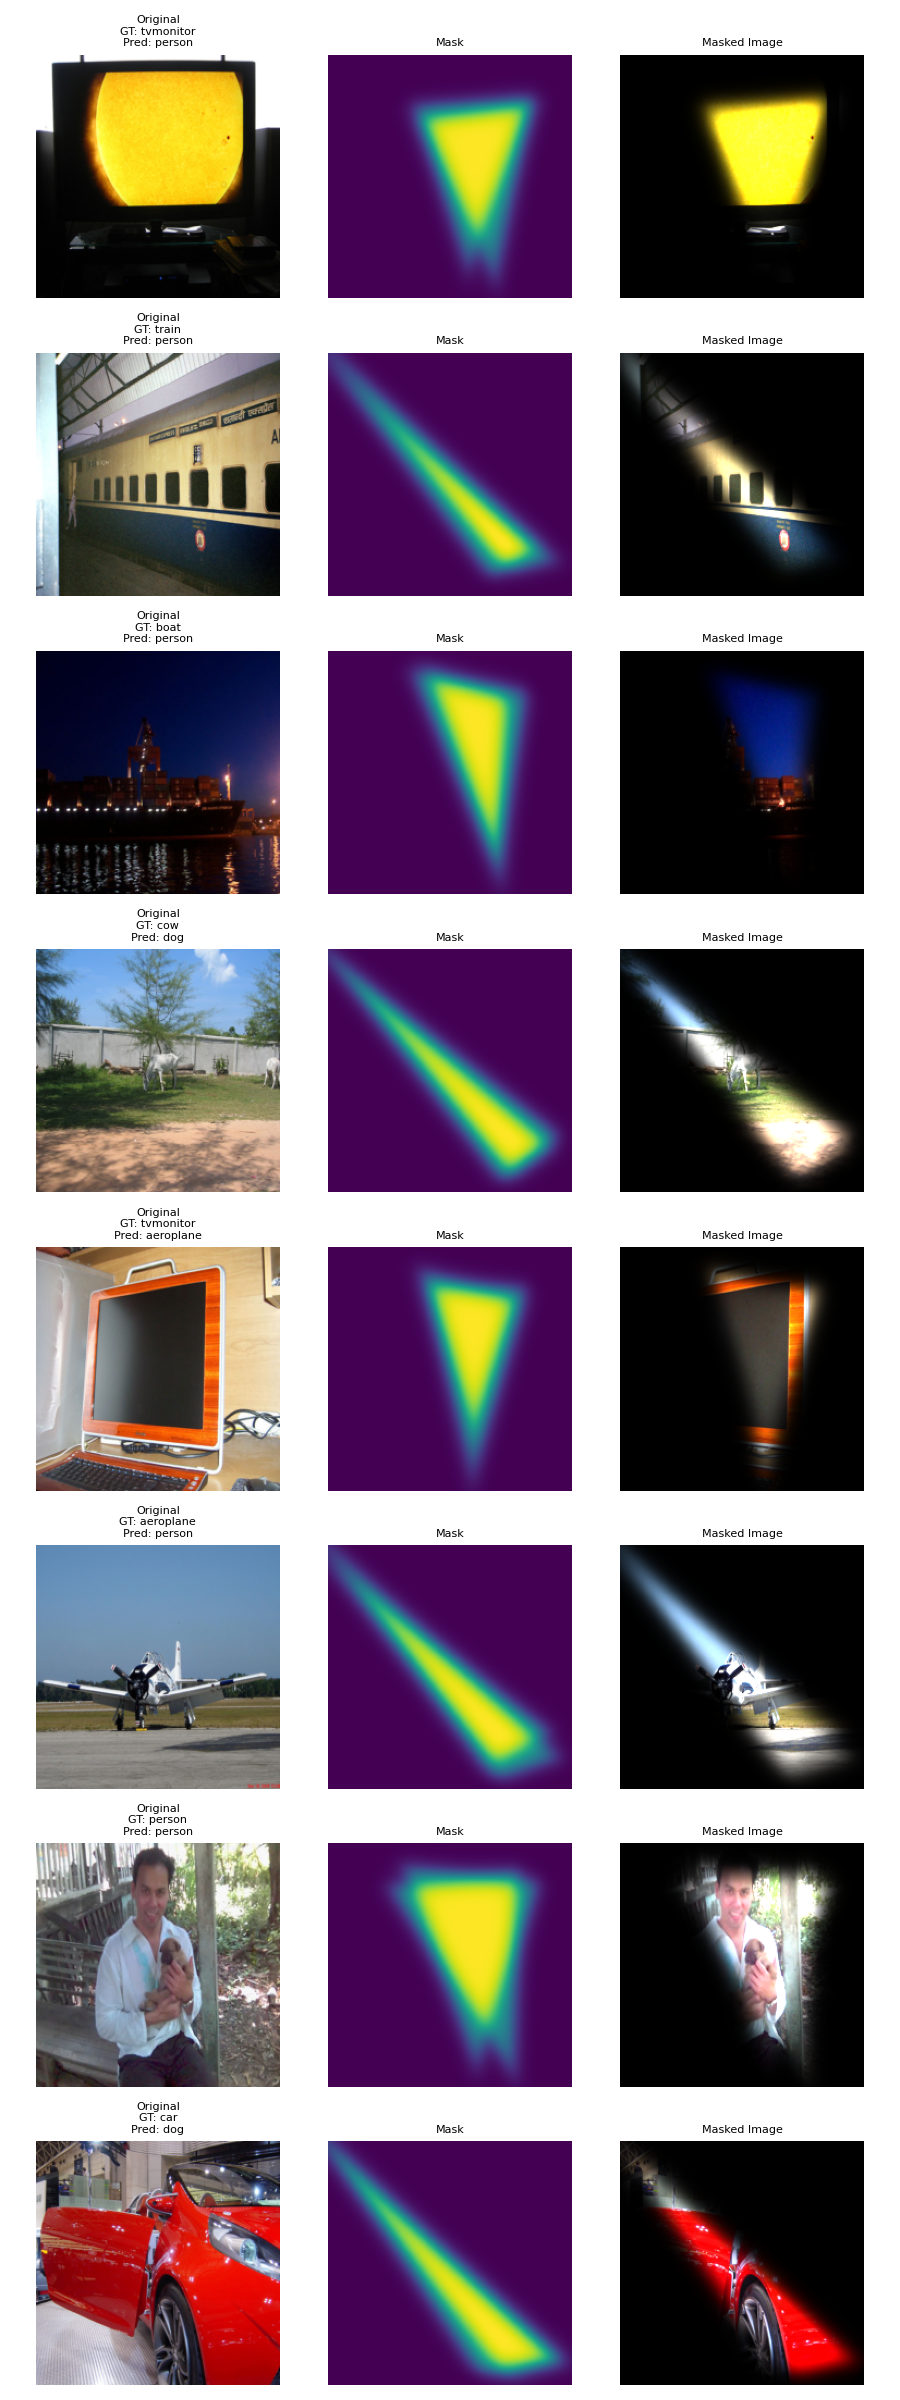 Original
GT: tvmonitor
Pred: person
Mask
Masked Image
Original
GT: train
Pred: person
Mask
Masked Image
Original
GT: boat
Pred: person
Mask
Masked Image
Original
GT: cow
Pred: dog
Mask
Masked Image
Original
GT: tvmonitor
Pred: aeroplane
Mask
Masked Image
Original
GT: aeroplane
Pred: person
Mask
Masked Image
Original
GT: person
Pred: person
Mask
Masked Image
Original
GT: car
Pred: dog
Mask
Masked Image